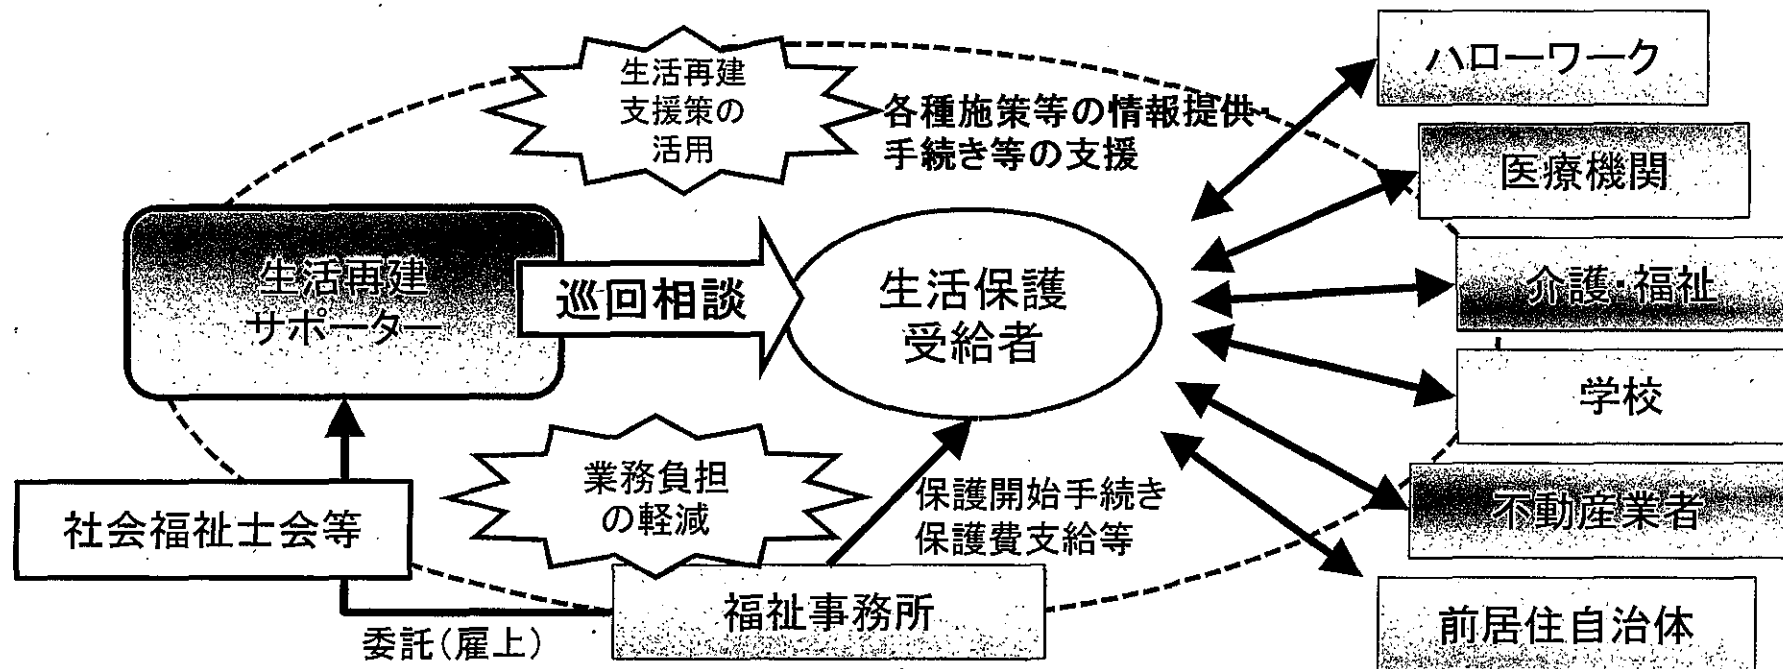 生活再建
支援策の
活用
各種施策等の情報提供・
手続き等の支援
生活再建
サポーター
巡回相談
生活保護
受給者
ハローワーク
医療機関
介護・福祉
学校
不動産業者
前居住自治体
社会福祉士会等
業務負担
の軽減
保護開始手続き
保護費支給等
福祉事務所
委託(雇上)